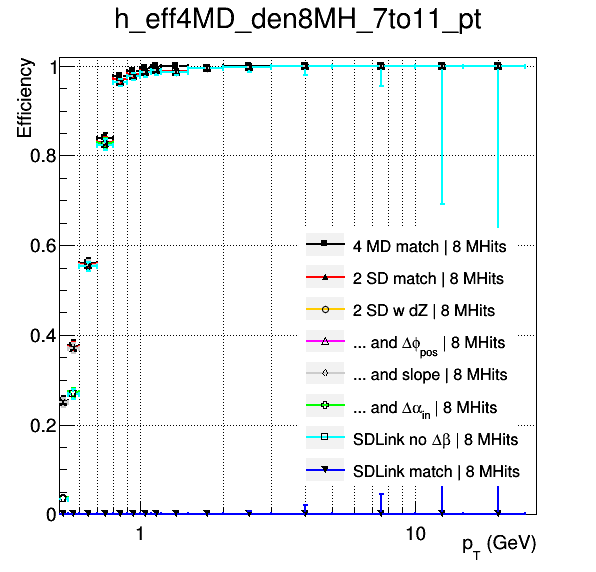 h_eff4MD_den8MH_7to11_pt
Efficiency
1
0.8
0.6
0.4
0.2
0
4 MD match | 8 MHits
2 SD match | 8 MHits
2 SD w dZ | 8 MHits
... and Δϕpos | 8 MHits
... and slope | 8 MHits
... and Δαin | 8 MHits
SDLink no Δβ | 8 MHits
SDLink match | 8 MHits
1 10
pT (GeV)